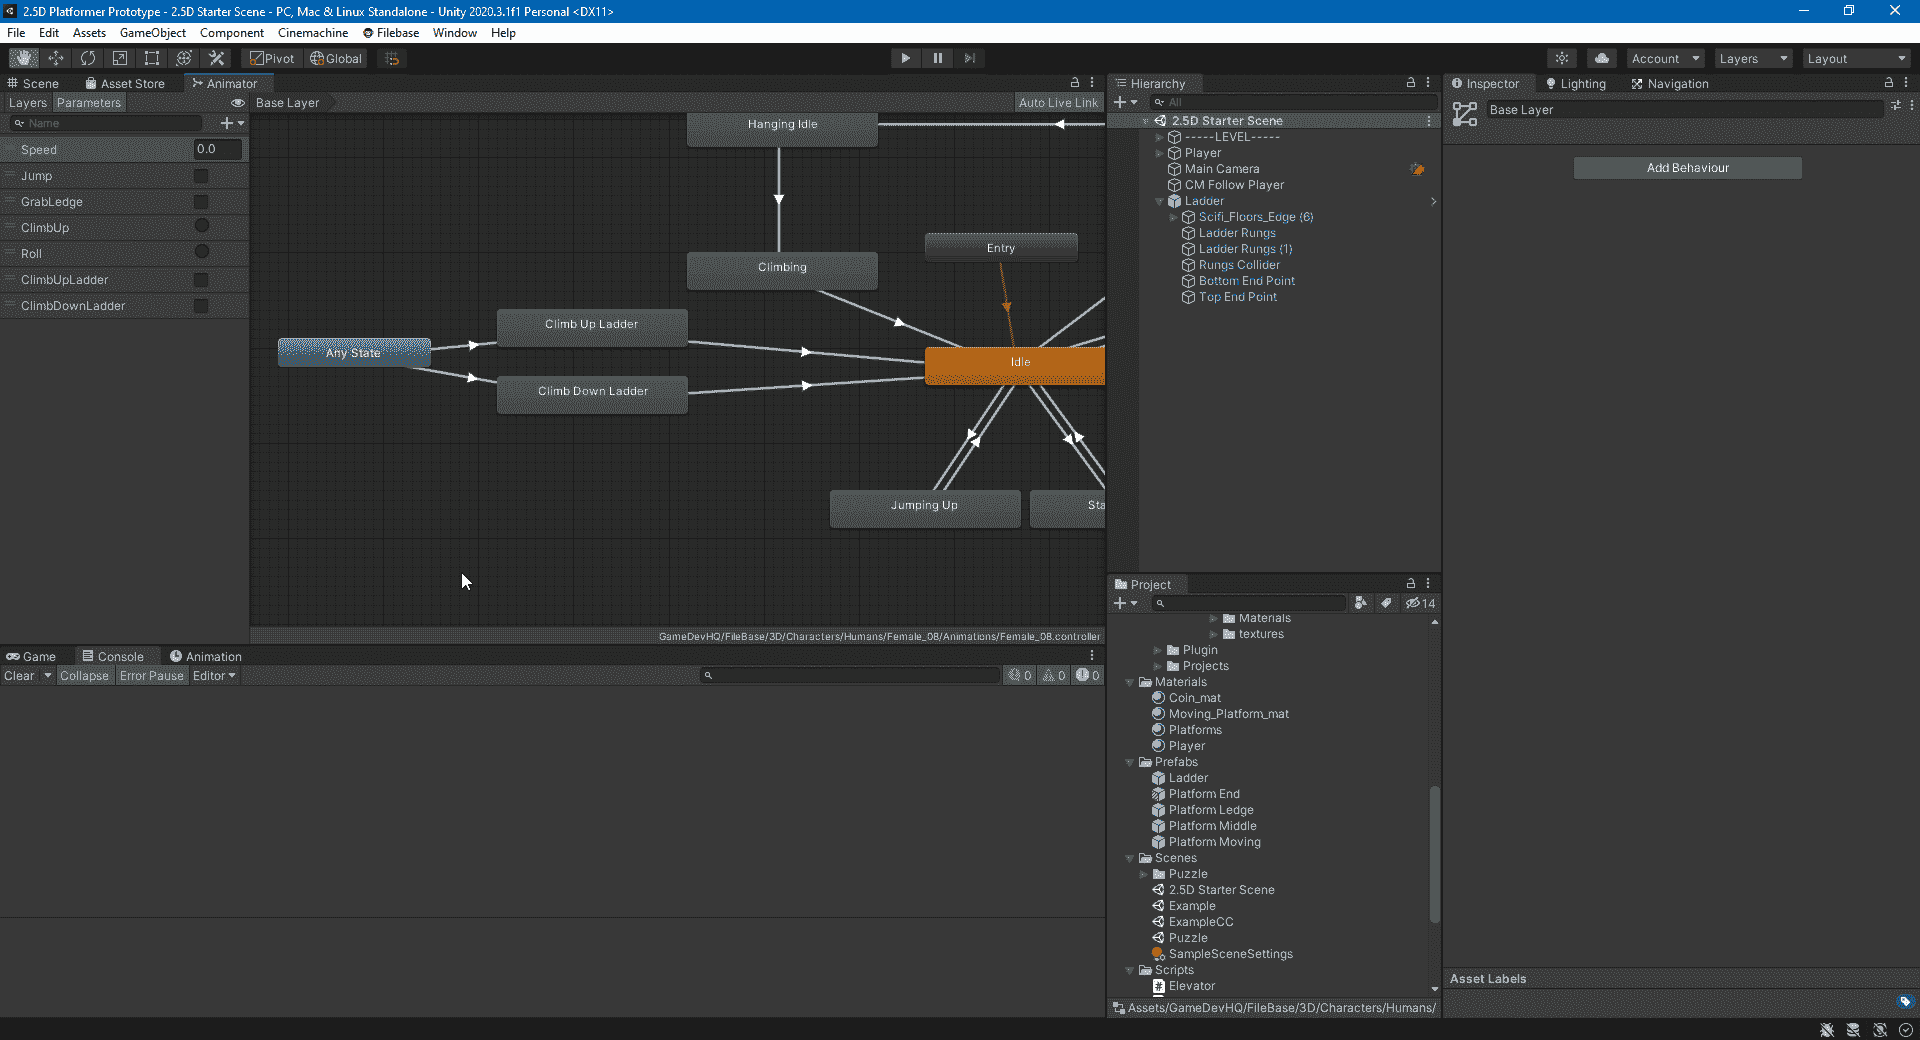 2.5D Platformer Prototype - 2.5D Starter Scene - PC, Mac & Linux Standalone - Unity 2020.3.1f1 Personal <DX11>
File Edit Assets GameObject Component Cinemachine Filebase Window Help
Pivot Global Account Layers Layout
Scene Asset Store Animator
Layers Parameters Base Layer Auto Live Link
Name
Speed 0.0
Jump
GrabLedge
ClimbUp
Roll
ClimbUpLadder
ClimbDownLadder
Hanging Idle
Climbing
Entry
Climb Up Ladder
Any State
Climb Down Ladder
Idle
Jumping Up
Sta
GameDevHQ/FileBase/3D/Characters/Humans/Female_08/Animations/Female_08.controller
Game Console Animation
Clear Collapse Error Pause Editor 0 0 0
Hierarchy
All
2.5D Starter Scene
-----LEVEL-----
Player
Main Camera
CM Follow Player
Ladder
Scifi_Floors_Edge (6)
Ladder Rungs
Ladder Rungs (1)
Rungs Collider
Bottom End Point
Top End Point
Project
14
Materials
textures
Plugin
Projects
Materials
Coin_mat
Moving_Platform_mat
Platforms
Player
Prefabs
Ladder
Platform End
Platform Ledge
Platform Middle
Platform Moving
Scenes
Puzzle
2.5D Starter Scene
Example
ExampleCC
Puzzle
SampleSceneSettings
Scripts
Elevator
Assets/GameDevHQ/FileBase/3D/Characters/Humans/
Inspector Lighting Navigation
Base Layer
Add Behaviour
Asset Labels